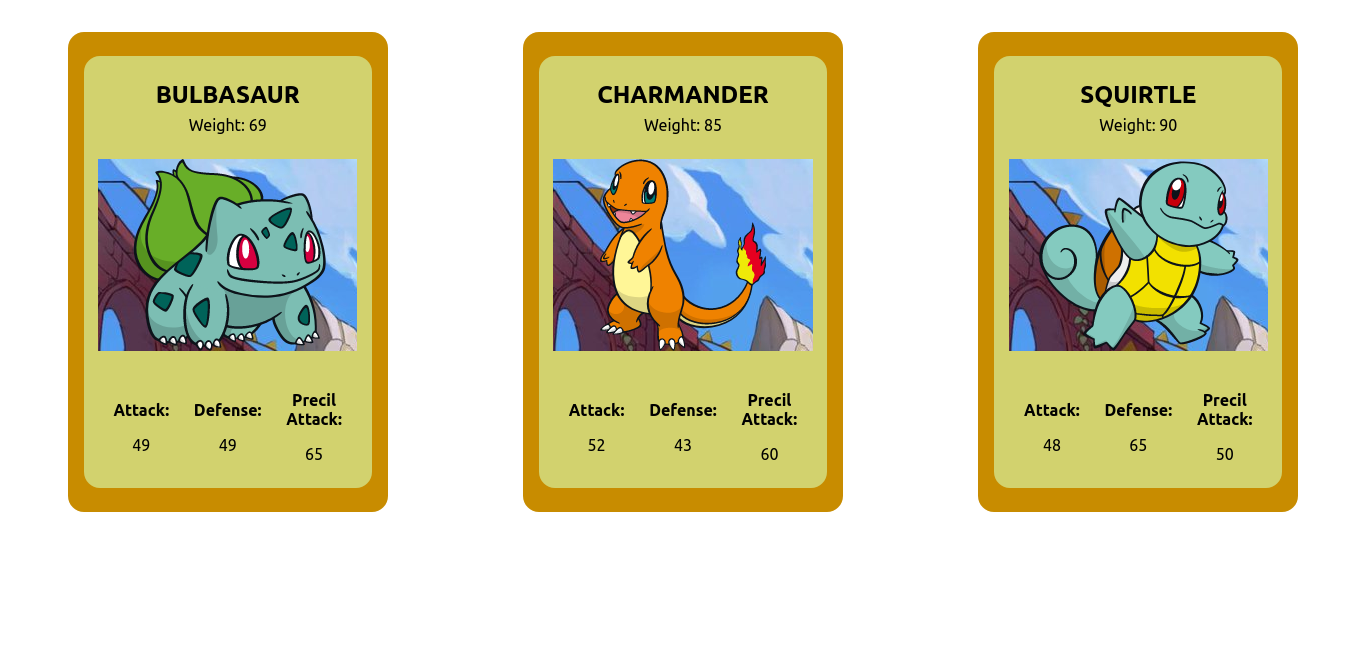 BULBASAUR
Weight: 69
Attack:
49
Defense:
49
Precil
Attack:
65
CHARMANDER
Weight: 85
Attack:
52
Defense:
43
Precil
Attack:
60
SQUIRTLE
Weight: 90
Attack:
48
Defense:
65
Precil
Attack:
50